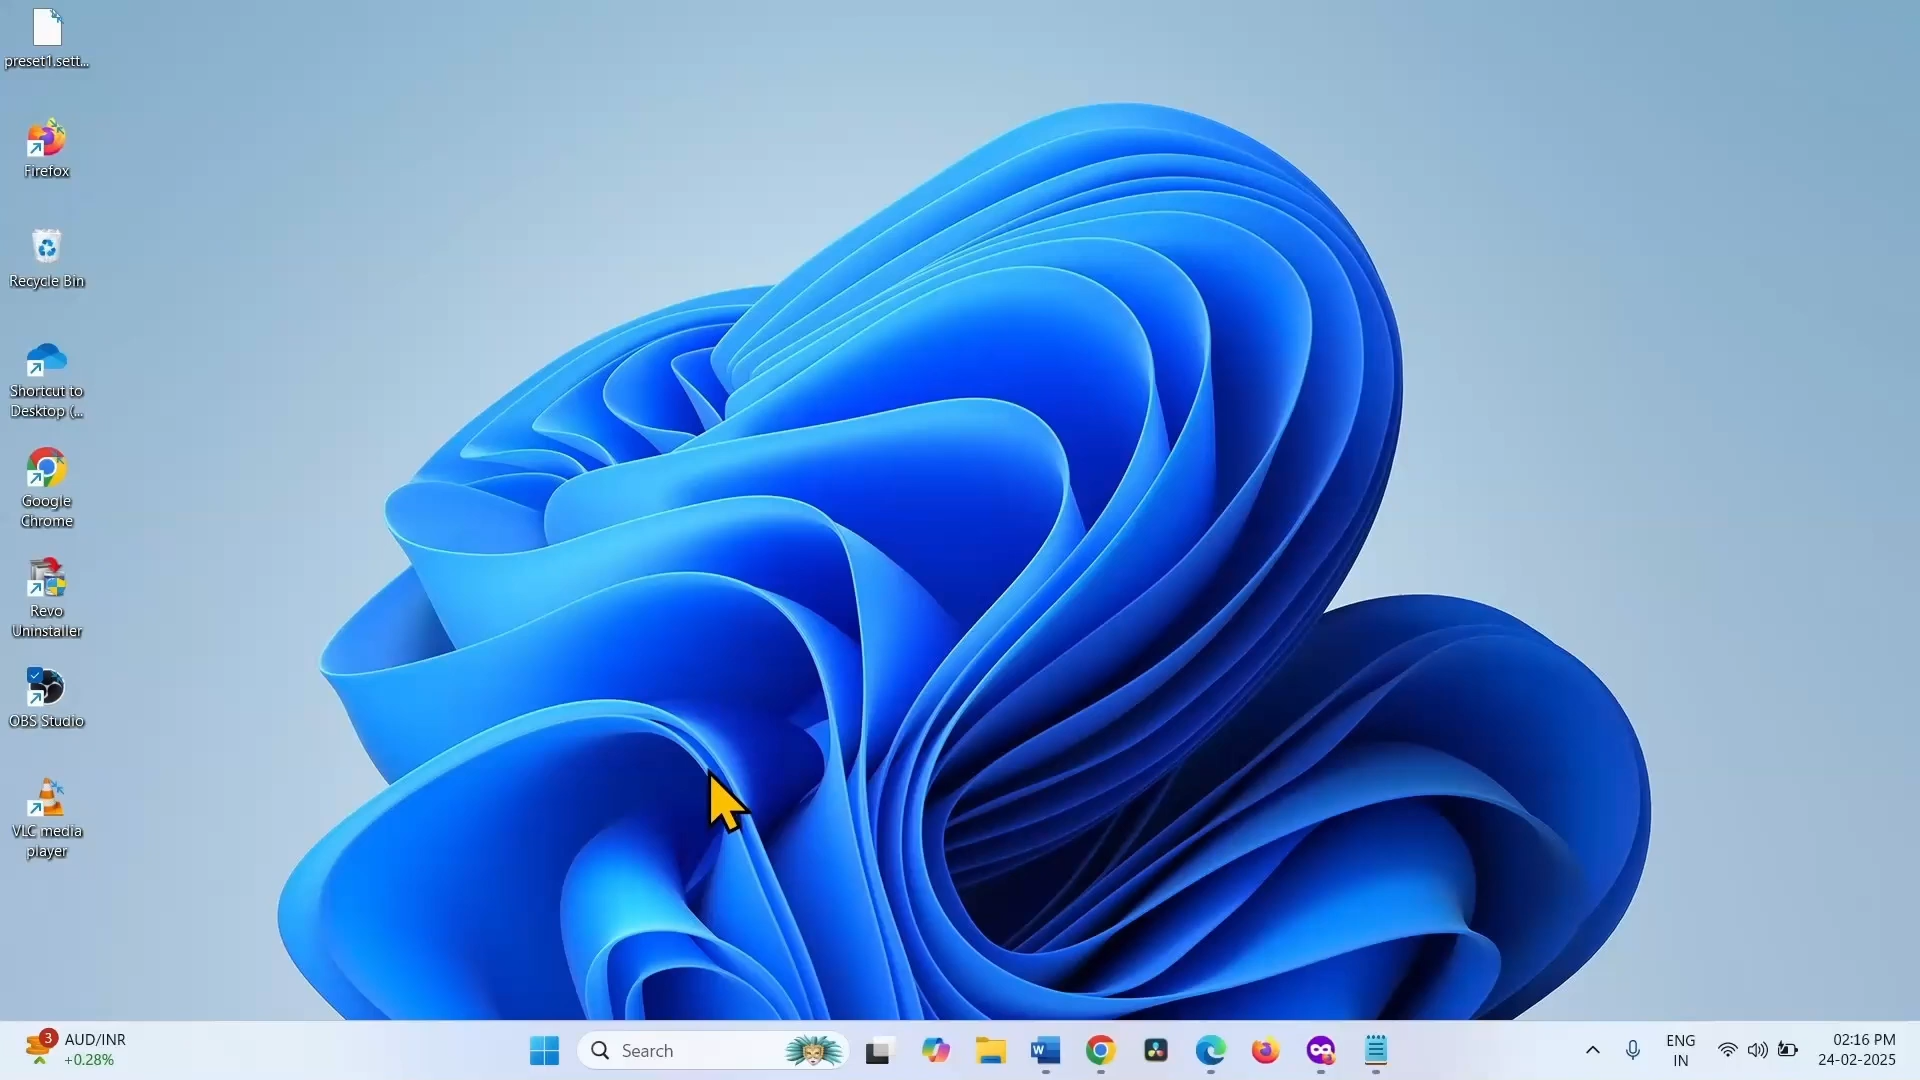 preset1.sett...
Firefox
Recycle Bin
Shortcut to
Desktop (...
Google
Chrome
Revo
Uninstaller
OBS Studio
VLC media
player
3
AUD/INR
+0.28%
Search
ENG
IN
02:16 PM
24-02-2025